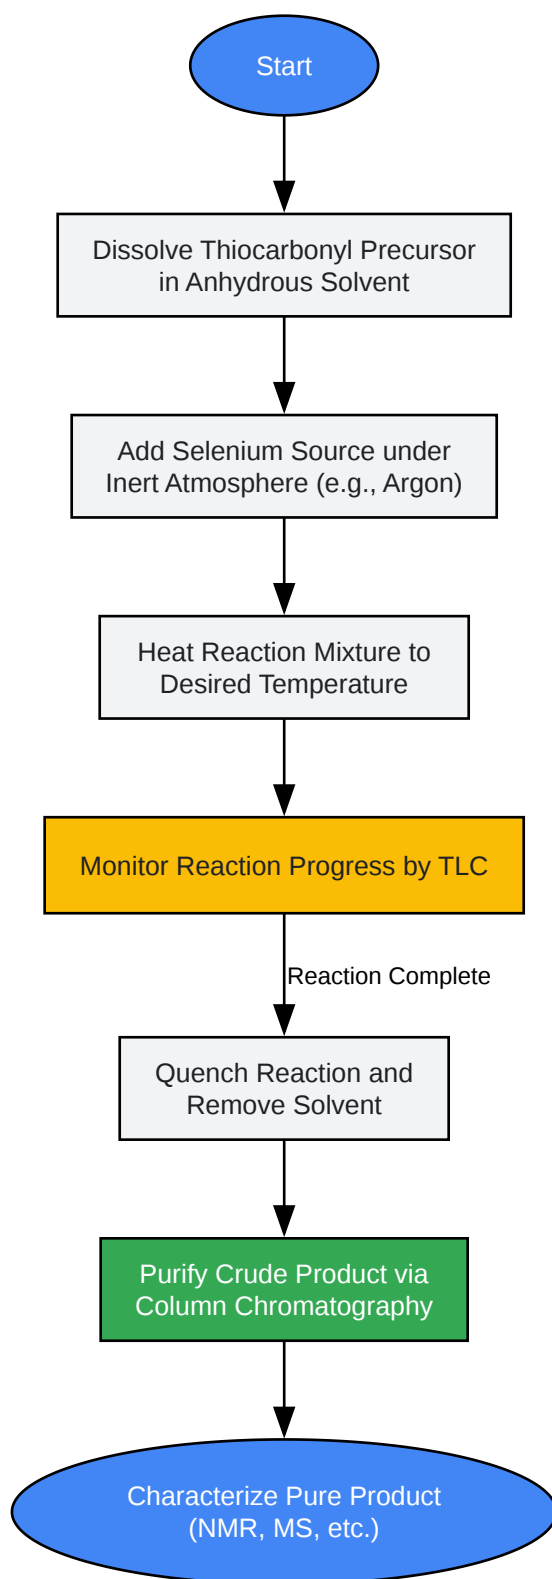 Start
Dissolve Thiocarbonyl Precursor
in Anhydrous Solvent
Add Selenium Source under
Inert Atmosphere (e.g., Argon)
Heat Reaction Mixture to
Desired Temperature
Monitor Reaction Progress by TLC
Reaction Complete
Quench Reaction and
Remove Solvent
Purify Crude Product via
Column Chromatography
Characterize Pure Product
(NMR, MS, etc.)